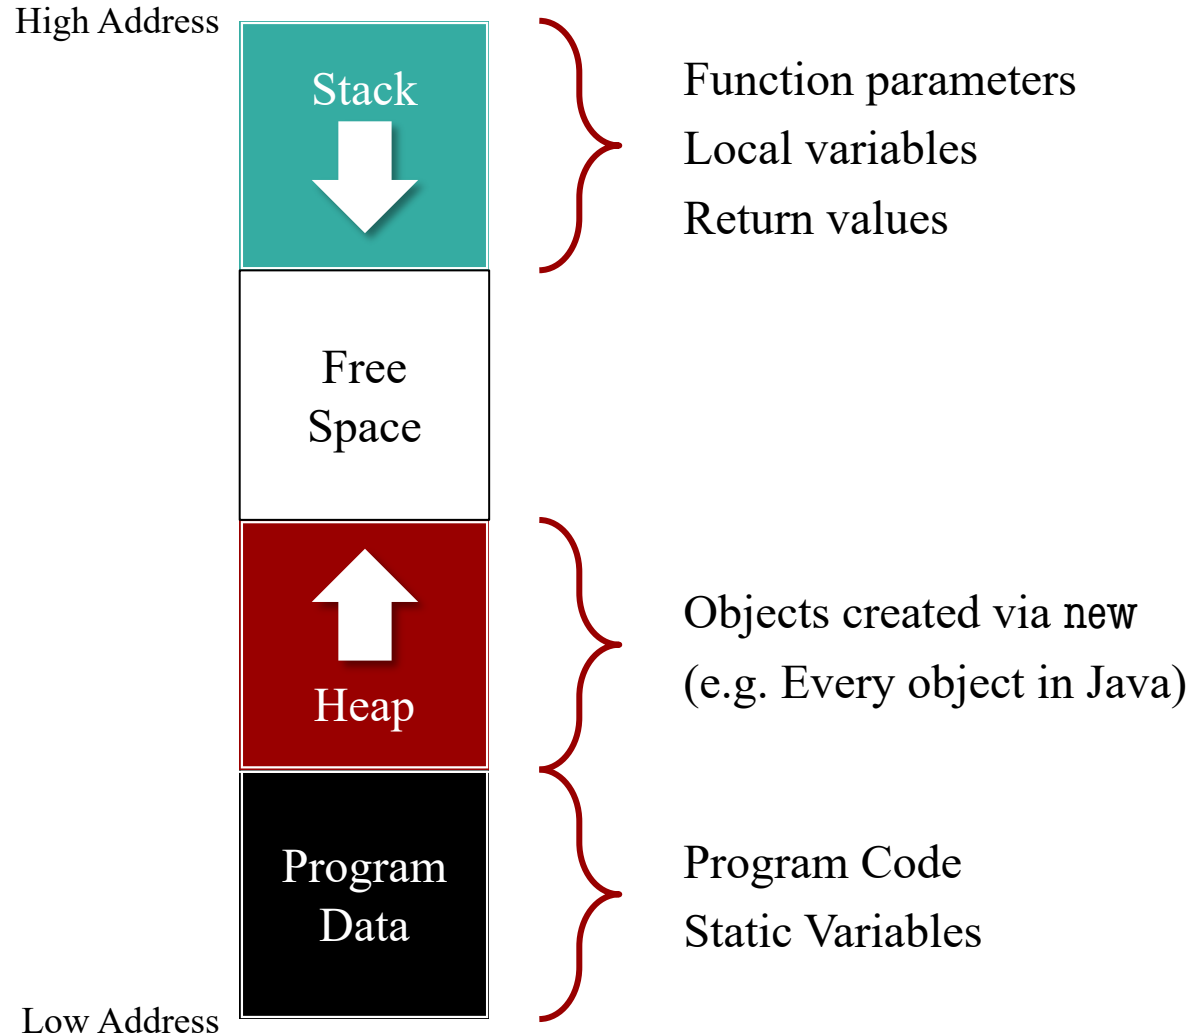 High Address
Stack
Function parameters
Local variables
Return values
Free
Space
Heap
Objects created via new
(e.g. Every object in Java)
Program
Data
Program Code
Static Variables
Low Address